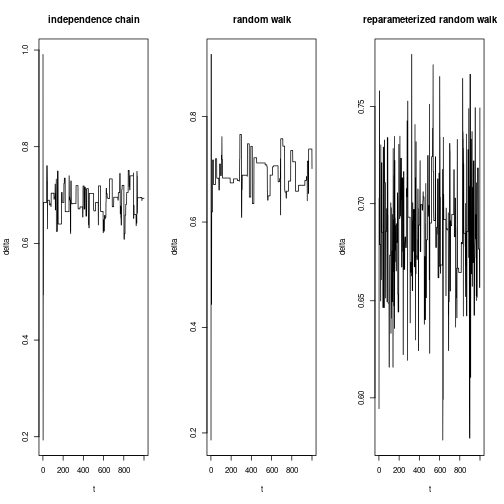 independence chain
delta
1.0
0.8
0.6
0.4
0.2
0 200 400 600 800
t
random walk
delta
0.8
0.6
0.4
0.2
0 200 400 600 800
t
reparameterized random walk
delta
0.75
0.70
0.65
0.60
0 200 400 600 800
t